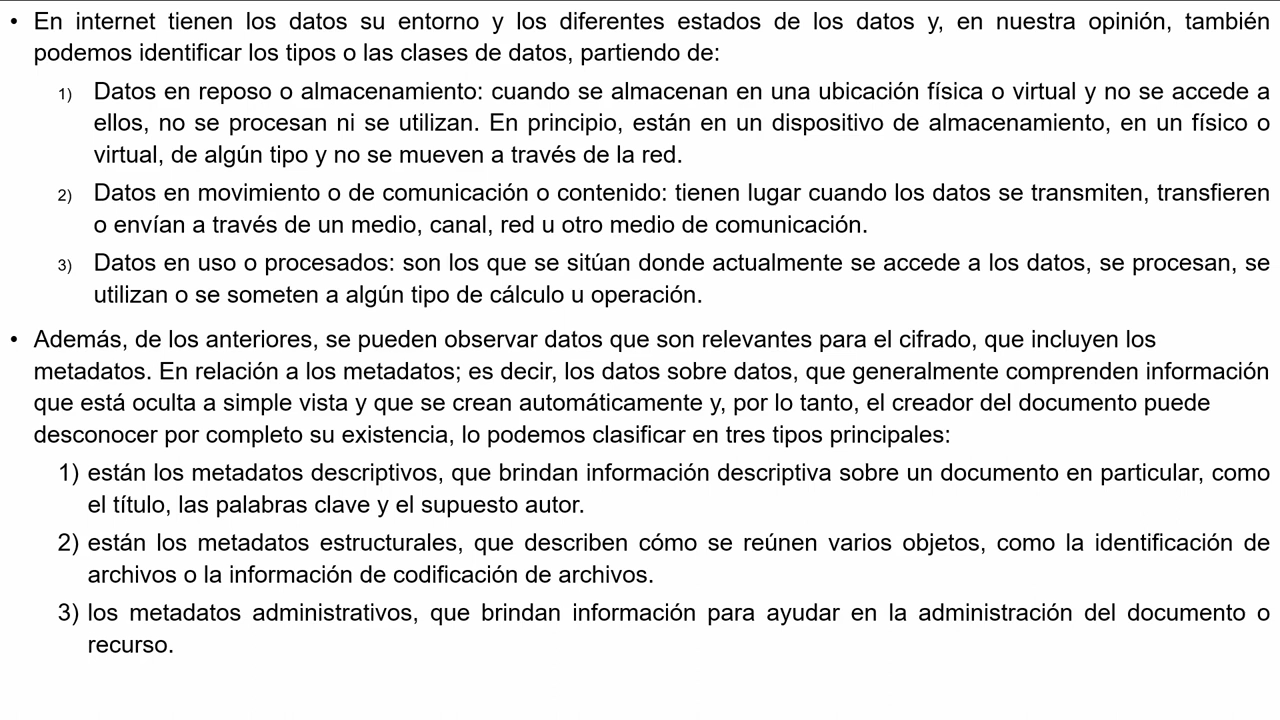 • En internet tienen los datos su entorno y los diferentes estados de los datos y, en nuestra opinión, también
podemos identificar los tipos o las clases de datos, partiendo de:
1) Datos en reposo o almacenamiento: cuando se almacenan en una ubicación física o virtual y no se accede a
ellos, no se procesan ni se utilizan. En principio, están en un dispositivo de almacenamiento, en un físico o
virtual, de algún tipo y no se mueven a través de la red.
2) Datos en movimiento o de comunicación o contenido: tienen lugar cuando los datos se transmiten, transfieren
o envían a través de un medio, canal, red u otro medio de comunicación.
3) Datos en uso o procesados: son los que se sitúan donde actualmente se accede a los datos, se procesan, se
utilizan o se someten a algún tipo de cálculo u operación.
• Además, de los anteriores, se pueden observar datos que son relevantes para el cifrado, que incluyen los
metadatos. En relación a los metadatos; es decir, los datos sobre datos, que generalmente comprenden información
que está oculta a simple vista y que se crean automáticamente y, por lo tanto, el creador del documento puede
desconocer por completo su existencia, lo podemos clasificar en tres tipos principales:
1) están los metadatos descriptivos, que brindan información descriptiva sobre un documento en particular, como
el título, las palabras clave y el supuesto autor.
2) están los metadatos estructurales, que describen cómo se reúnen varios objetos, como la identificación de
archivos o la información de codificación de archivos.
3) los metadatos administrativos, que brindan información para ayudar en la administración del documento o
recurso.